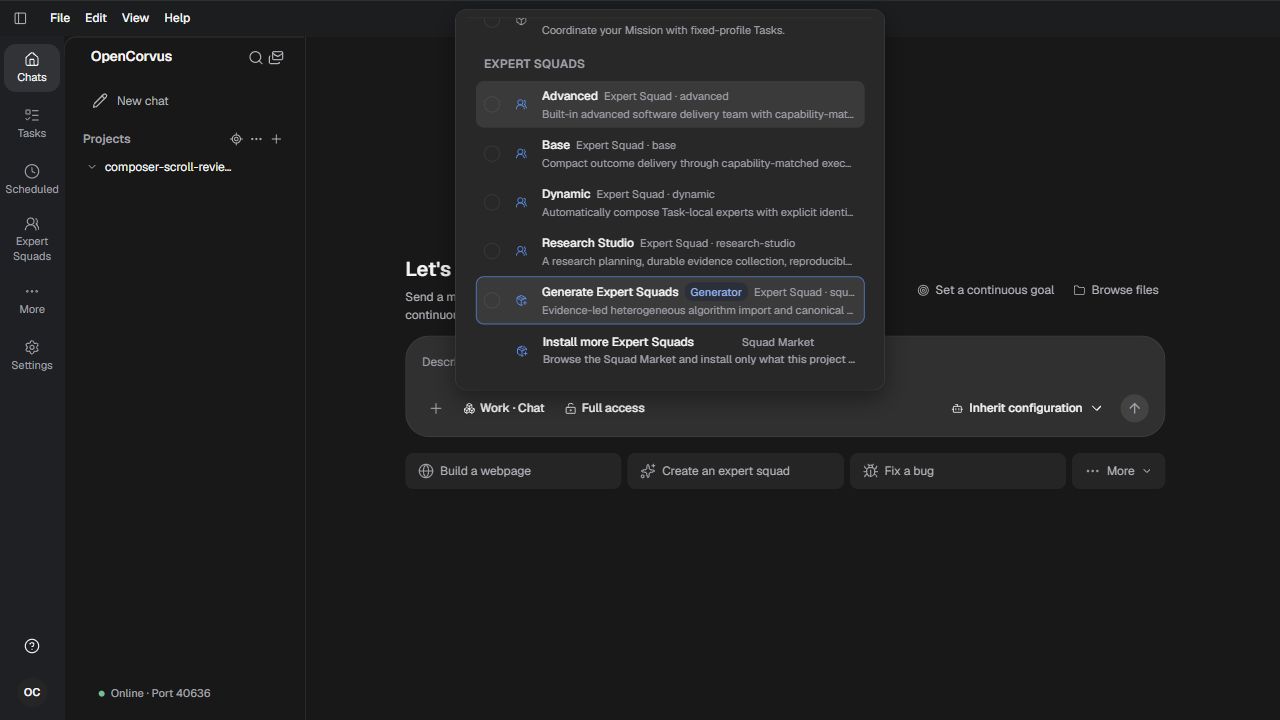 File Edit View Help
Chats
Tasks
Scheduled
Expert
Squads
More
Settings
OC
OpenCorvus
New chat
Projects
composer-scroll-revie...
Online · Port 40636
Coordinate your Mission with fixed-profile Tasks.
EXPERT SQUADS
Advanced Expert Squad · advanced
Built-in advanced software delivery team with capability-mat...
Base Expert Squad · base
Compact outcome delivery through capability-matched exec...
Dynamic Expert Squad · dynamic
Automatically compose Task-local experts with explicit identi...
Research Studio Expert Squad · research-studio
A research planning, durable evidence collection, reproducibl...
Generate Expert Squads Generator Expert Squad · squ...
Evidence-led heterogeneous algorithm import and canonical ...
Install more Expert Squads Squad Market
Browse the Squad Market and install only what this project ...
Let's
Send a m
continuou
Set a continuous goal Browse files
Descri
Work · Chat Full access Inherit configuration
Build a webpage Create an expert squad Fix a bug More